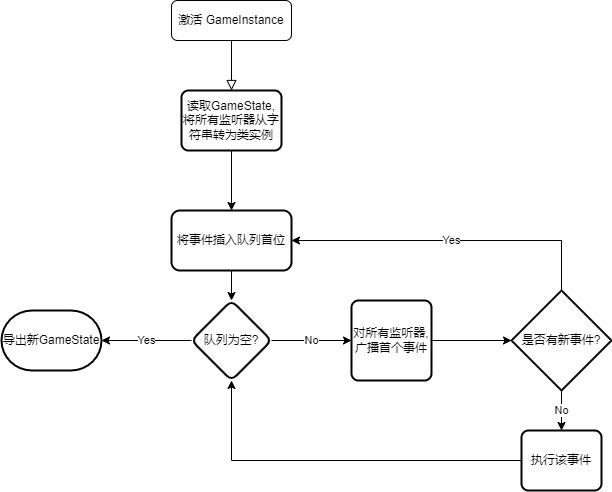 激活 GameInstance
读取GameState,
将所有监听器从字
符串转为类实例
将事件插入队列首位
Yes
导出新GameState
Yes
队列为空?
No
对所有监听器,
广播首个事件
是否有新事件?
No
执行该事件